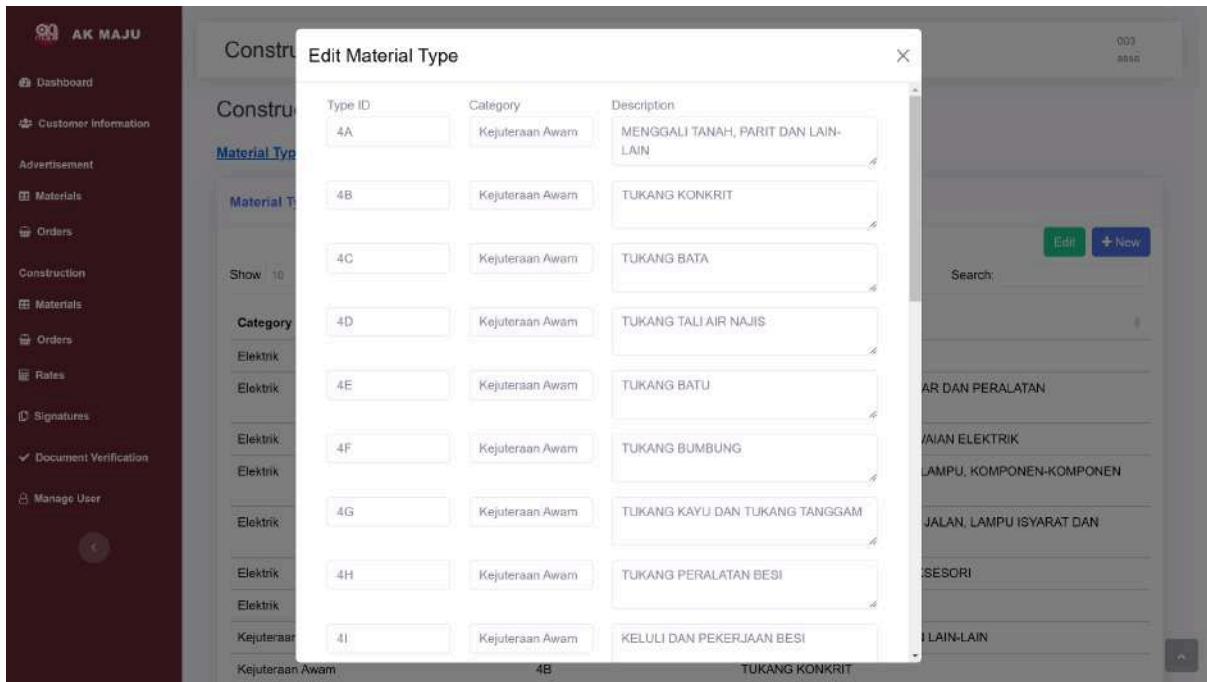 AK MAJU
Dashboard
Customer Information
Advertisement
Materials
Orders
Construction
Materials
Orders
Rates
Signatures
Document Verification
Manage User
Constru
003
Constru
Material Typ
Material T
Edit
+ New
Show 10
Search:
Category
Elektrik
Elektrik
AR DAN PERALATAN
Elektrik
AIAN ELEKTRIK
Elektrik
LAMPU, KOMPONEN-KOMPONEN
Elektrik
JALAN, LAMPU ISYARAT DAN
Elektrik
SESORI
Elektrik
Kejuteraan
LAIN-LAIN
Kejuteraan Awam 4B TUKANG KONKRIT
Edit Material Type
Type ID Category Description
4A Kejuteraan Awam MENGGALI TANAH, PARIT DAN LAIN-
LAIN
4B Kejuteraan Awam TUKANG KONKRIT
4C Kejuteraan Awam TUKANG BATA
4D Kejuteraan Awam TUKANG TALI AIR NAJIS
4E Kejuteraan Awam TUKANG BATU
4F Kejuteraan Awam TUKANG BUMBUNG
4G Kejuteraan Awam TUKANG KAYU DAN TUKANG TANGGAM
4H Kejuteraan Awam TUKANG PERALATAN BESI
4I Kejuteraan Awam KELULI DAN PEKERJAAN BESI